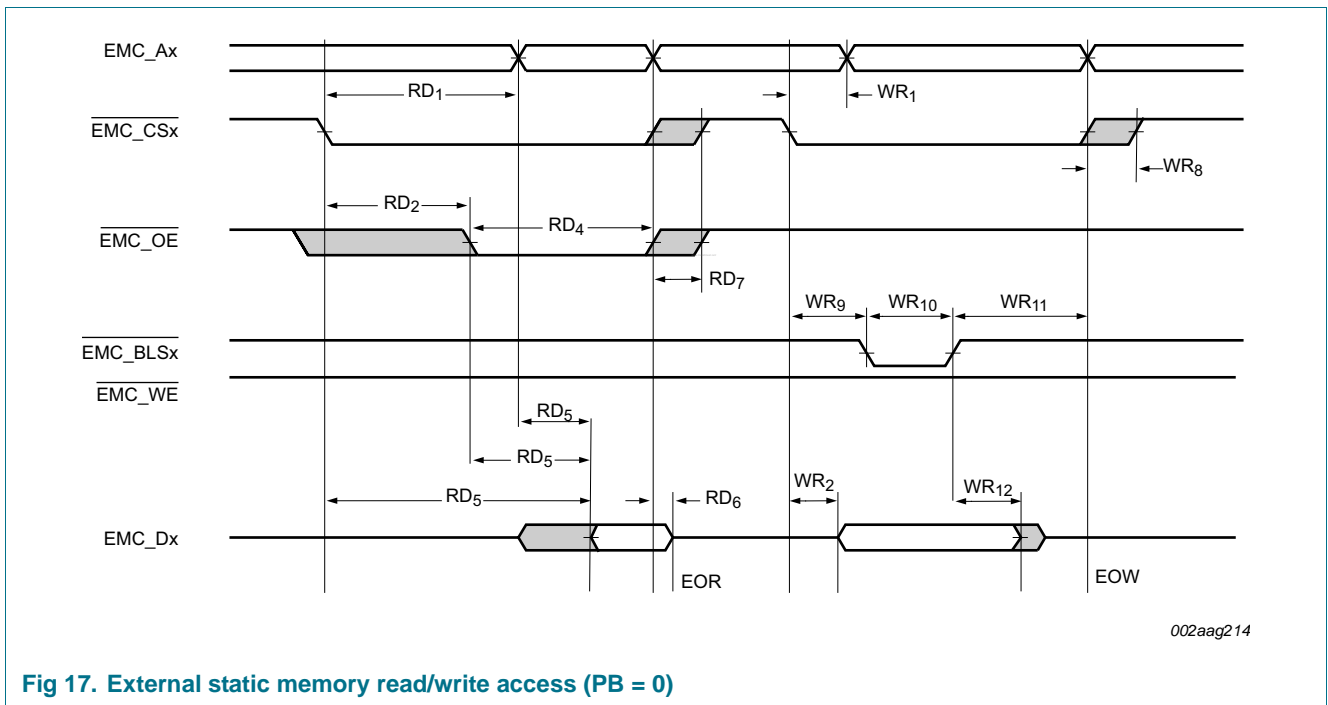 EMC_Ax
RD1
WR1
EMC_CSx
WR8
RD2
RD4
EMC_OE
RD7
WR9
WR10
WR11
EMC_BLSx
EMC_WE
RD5
RD5
RD5
RD6
WR2
WR12
EMC_Dx
EOR
EOW
002aag214
Fig 17. External static memory read/write access (PB = 0)